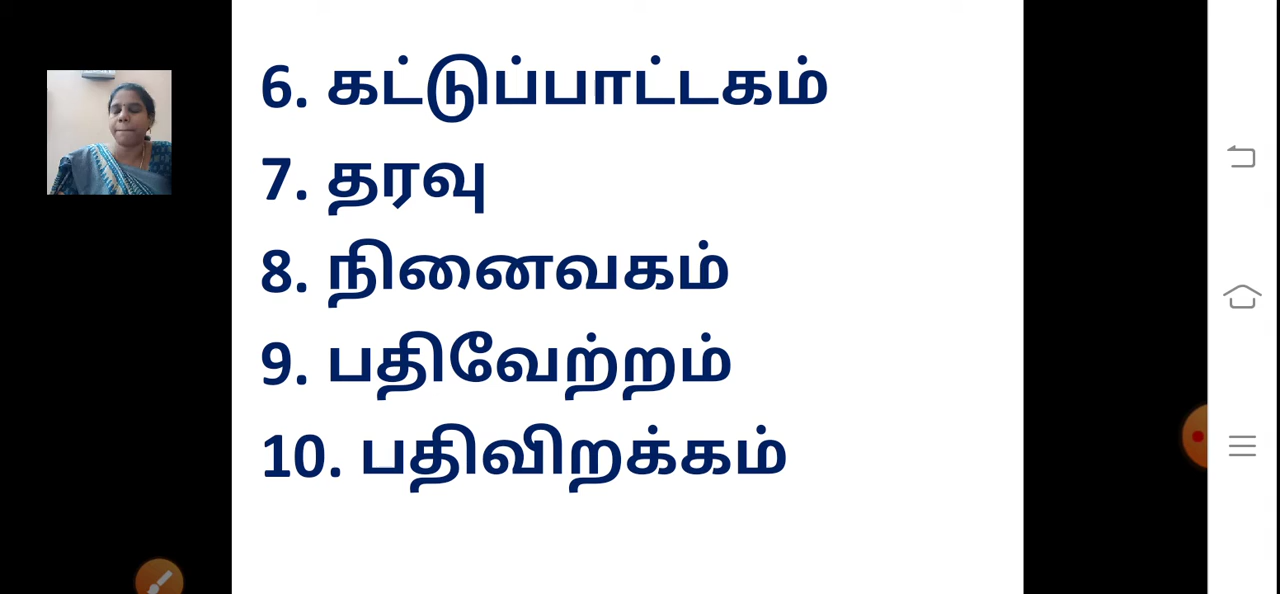 6. கட்டுப்பாட்டகம்
7. தரவு
8. நினைவகம்
9. பதிவேற்றம்
10. பதிவிறக்கம்